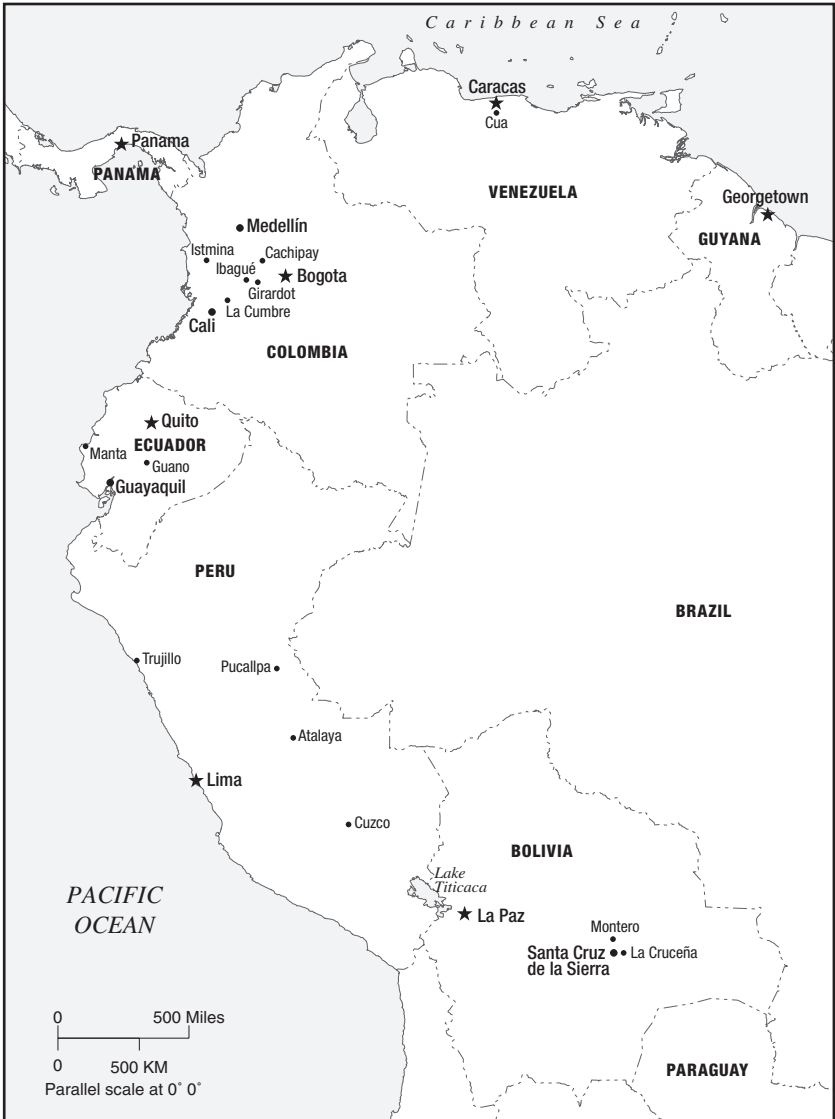 Caribbean Sea
Caracas
Cua
Panama
PANAMA
VENEZUELA
Georgetown
GUYANA
Medellín
Istmina
Cachipay
Ibagué
Bogota
Girardot
La Cumbre
Cali
COLOMBIA
Quito
ECUADOR
Manta
Guano
Guayaquil
PERU
BRAZIL
Trujillo
Pucallpa
Atalaya
Lima
Cuzco
BOLIVIA
Lake
Titicaca
PACIFIC
OCEAN
La Paz
Montero
Santa Cruz
de la Sierra
La Cruceña
0 500 Miles
0 500 KM
Parallel scale at 0˚ 0˚
PARAGUAY